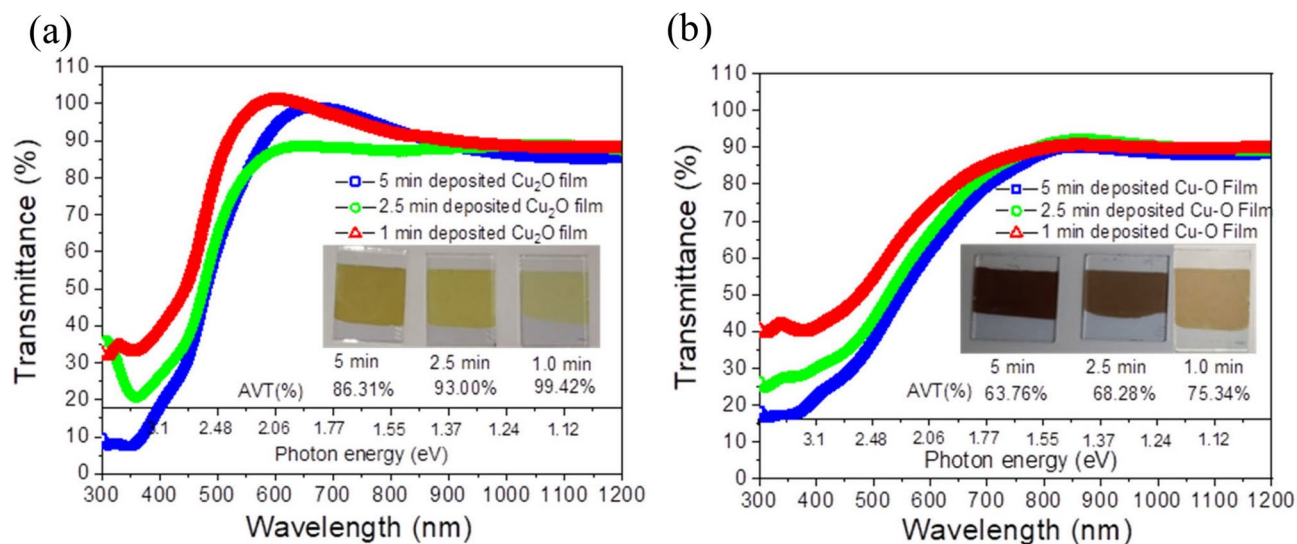 (a)
110
100
90
80
70
60
50
40
30
20
10
0
Transmittance (%)
5 min deposited Cu₂O film
2.5 min deposited Cu₂O film
1 min deposited Cu₂O film
5 min 2.5 min 1.0 min
AVT(%) 86.31% 93.00% 99.42%
3.1 2.48 2.06 1.77 1.55 1.37 1.24 1.12
Photon energy (eV)
300 400 500 600 700 800 900 1000 1100 1200
Wavelength (nm)
(b)
110
100
90
80
70
60
50
40
30
20
10
0
Transmittance (%)
5 min deposited Cu-O Film
2.5 min deposited Cu-O Film
1 min deposited Cu-O Film
5 min 2.5 min 1.0 min
AVT(%) 63.76% 68.28% 75.34%
3.1 2.48 2.06 1.77 1.55 1.37 1.24 1.12
Photon energy (eV)
300 400 500 600 700 800 900 1000 1100 1200
Wavelength (nm)